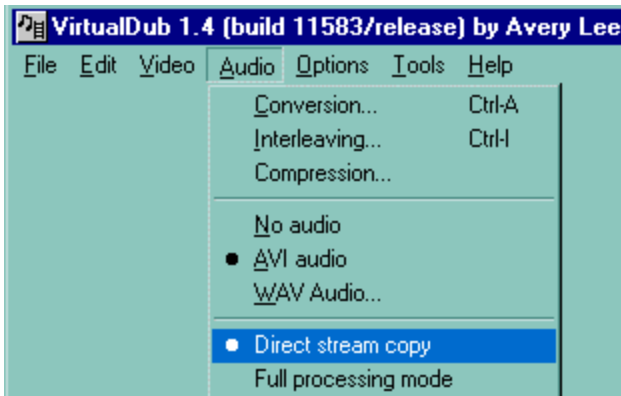 VirtualDub 1.4 (build 11583/release) by Avery Lee
File Edit Video Audio Options Tools Help
Conversion... Ctrl-A
Interleaving... Ctrl-I
Compression...
No audio
AVI audio
WAV Audio...
Direct stream copy
Full processing mode